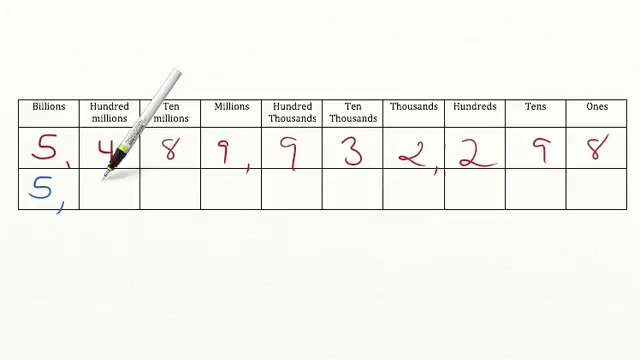 Billions Hundred millions Ten millions Millions Hundred Thousands Ten Thousands Thousands Hundreds Tens Ones
5, 4 8 9, 9 3 2, 2 9 8
5,